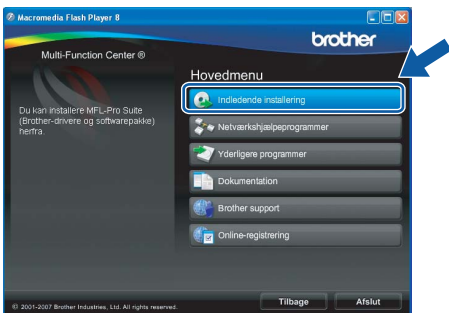 Macromedia Flash Player 8
brother
Multi-Function Center ®
Hovedmenu
Du kan installere MFL-Pro Suite
(Brother-drivere og softwarepakke)
herfra.
Indledende installering
Netværkshjælpeprogrammer
Yderligere programmer
Dokumentation
Brother support
Online-registrering
© 2001-2007 Brother Industries, Ltd. All rights reserved.
Tilbage
Afslut